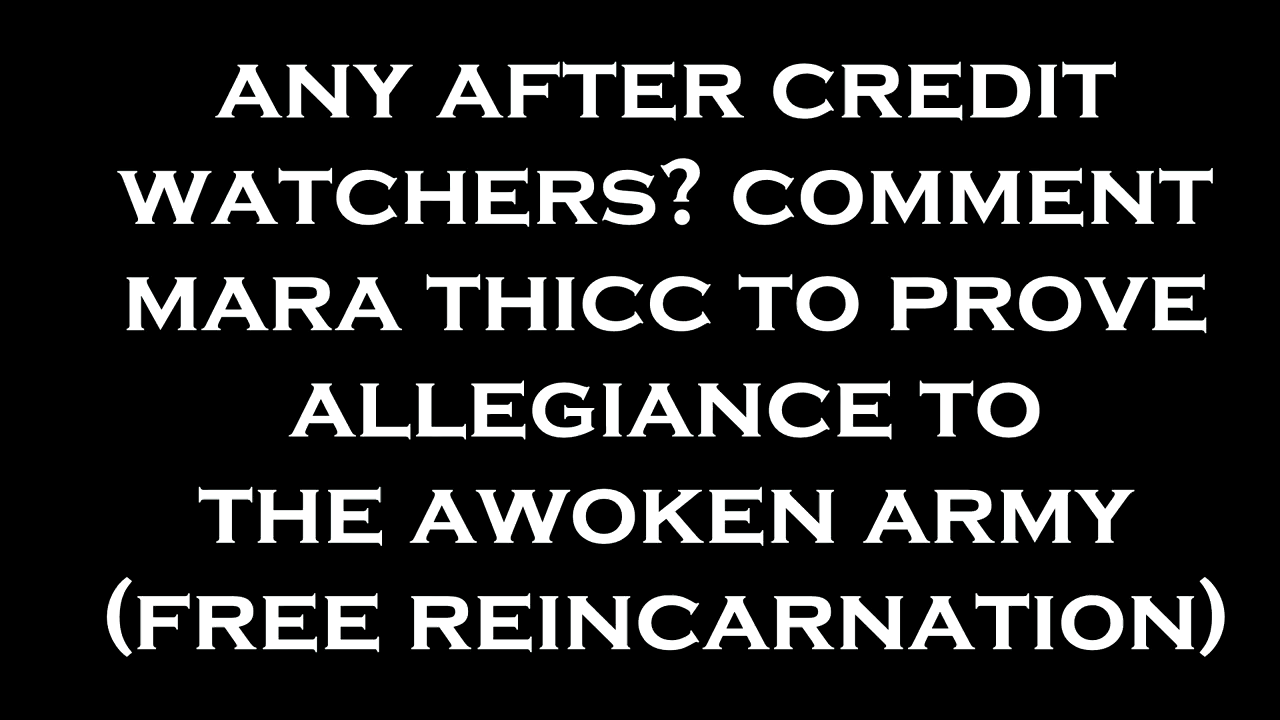 ANY AFTER CREDIT
WATCHERS? COMMENT
MARA THICC TO PROVE
ALLEGIANCE TO
THE AWOKEN ARMY
(FREE REINCARNATION)